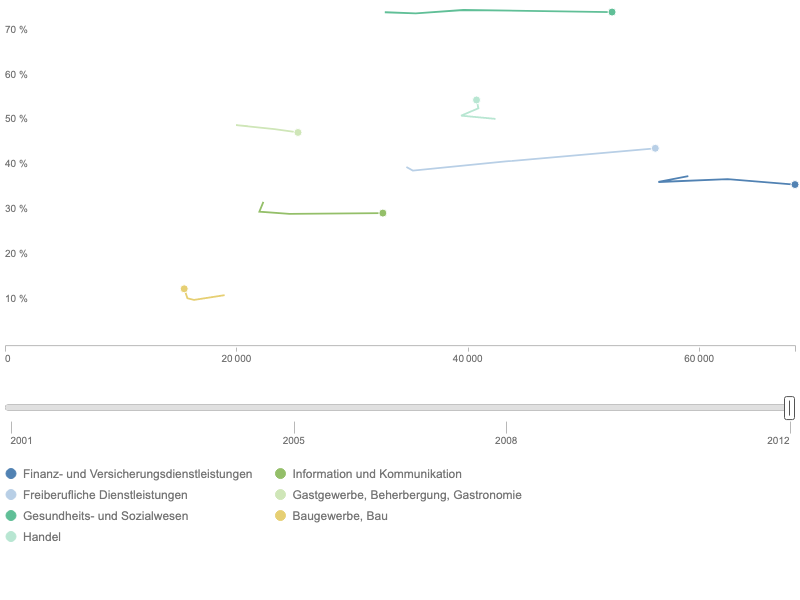 70 %
60 %
50 %
40 %
30 %
20 %
10 %
0 20 000 40 000 60 000
2001 2005 2008 2012
Finanz- und Versicherungsdienstleistungen Information und Kommunikation
Freiberufliche Dienstleistungen Gastgewerbe, Beherbergung, Gastronomie
Gesundheits- und Sozialwesen Baugewerbe, Bau
Handel